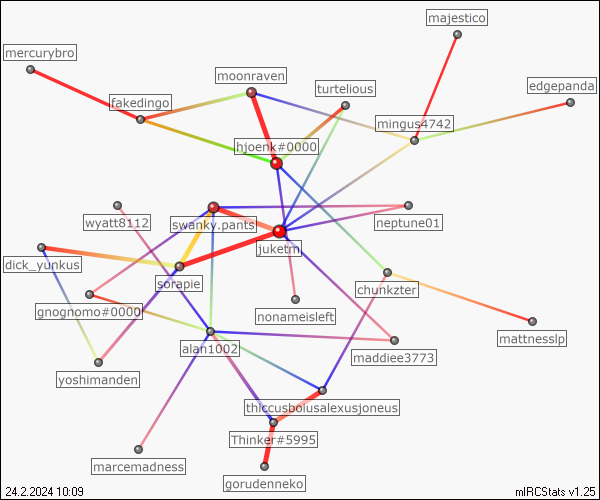 majestico
mercurybro
moonraven
edgepanda
turtelious
fakedingo
mingus4742
hjoenk#0000
wyatt8112
swanky.pants
neptune01
juketm
dick_yunkus
sorapie
chunkzter
gnognomo#0000
nonameisleft
mattnesslp
alan1002
maddiee3773
yoshimanden
thiccusboiusalexusjoneus
Thinker#5995
marcemadness
gorudenneko
24.2.2024 10:09
mIRCStats v1.25